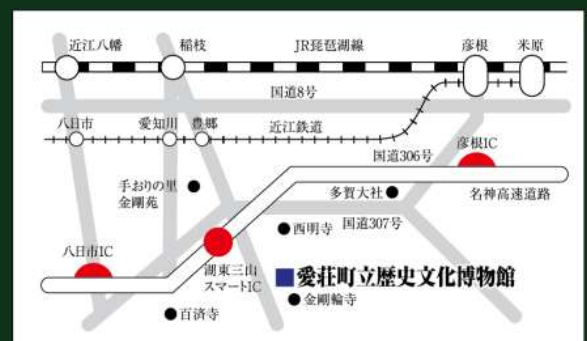 近江八幡
稲枝
JR琵琶湖線
彦根
米原
国道8号
八日市
愛知川
豊郷
近江鉄道
国道306号
彦根IC
手おりの里
金剛苑
多賀大社
名神高速道路
国道307号
西明寺
八日市IC
湖東三山
スマートIC
愛荘町立歴史文化博物館
金剛輪寺
百済寺